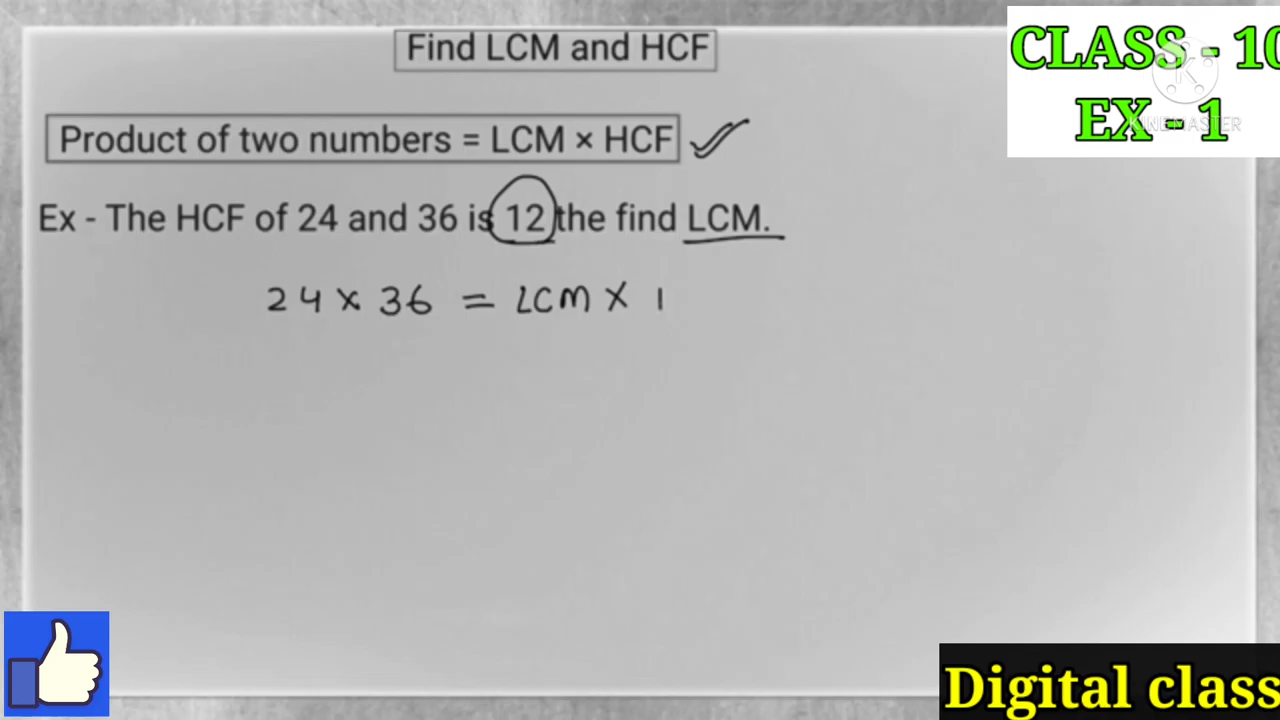 Find LCM and HCF
CLASS - 10
EX - 1
KINEMASTER
Product of two numbers = LCM × HCF
Ex - The HCF of 24 and 36 is 12 the find LCM.
24 × 36 = LCM × 1
Digital class